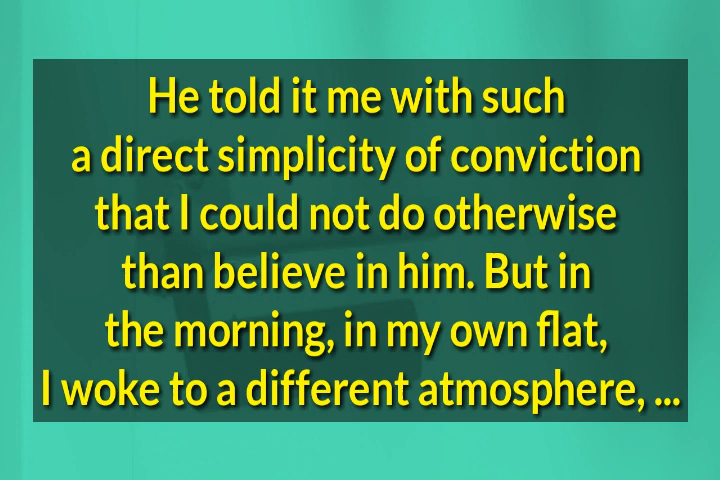 He told it me with such
a direct simplicity of conviction
that I could not do otherwise
than believe in him. But in
the morning, in my own flat,
I woke to a different atmosphere, ...